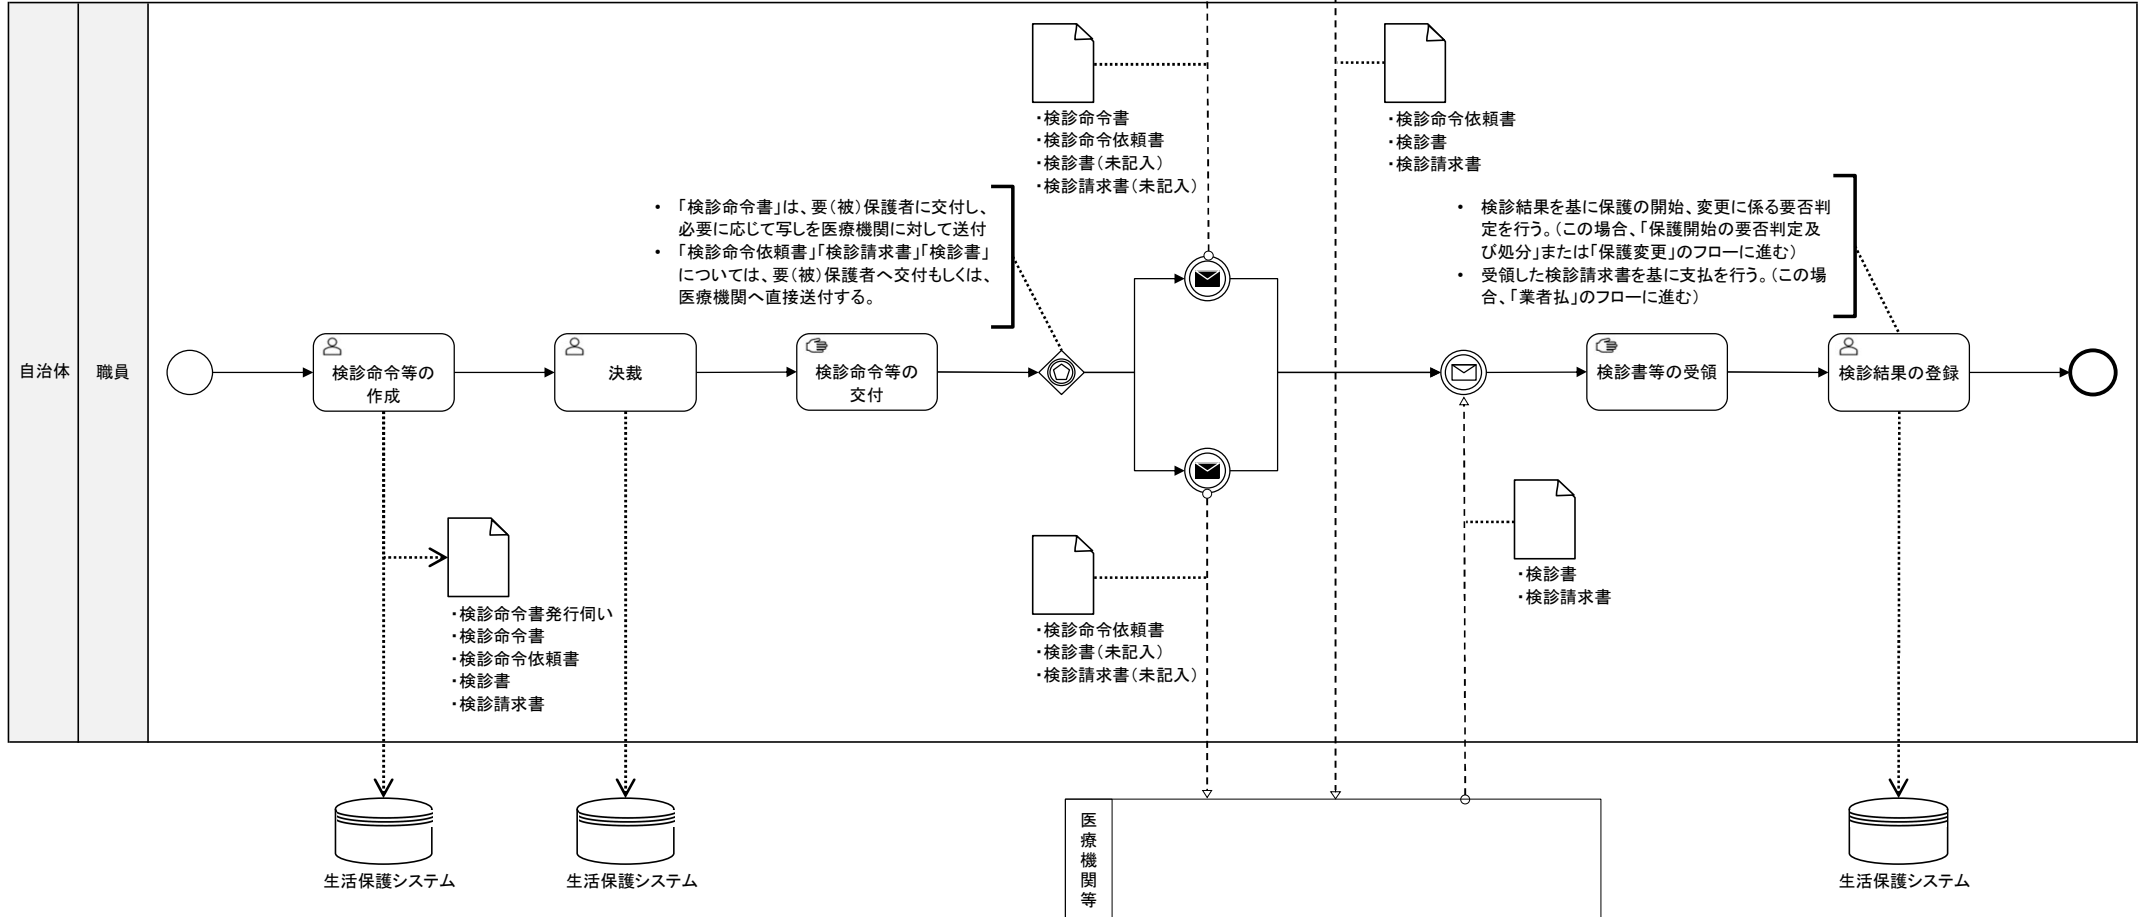 自治体
職員
・検診命令書
・検診命令依頼書
・検診書（未記入）
・検診請求書（未記入）
・検診命令依頼書
・検診書
・検診請求書
• 「検診命令書」は、要（被）保護者に交付し、
必要に応じて写しを医療機関に対して送付
• 「検診命令依頼書」「検診請求書」「検診書」
については、要（被）保護者へ交付もしくは、
医療機関へ直接送付する。
• 検診結果を基に保護の開始、変更に係る要否判
定を行う。（この場合、「保護開始の要否判定及
び処分」または「保護変更」のフローに進む）
• 受領した検診請求書を基に支払を行う。（この場
合、「業者払」のフローに進む）
検診命令等の
作成
決裁
検診命令等の
交付
検診書等の受領
検診結果の登録
・検診命令書発行伺い
・検診命令書
・検診命令依頼書
・検診書
・検診請求書
・検診命令依頼書
・検診書（未記入）
・検診請求書（未記入）
・検診書
・検診請求書
生活保護システム
生活保護システム
医療機関等
生活保護システム